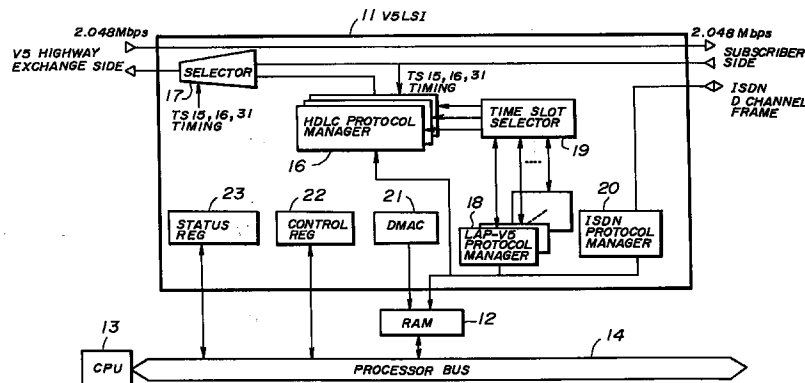 11 V5 LSI
2.048Mbps
2.048 Mbps
V5 HIGHWAY
EXCHANGE SIDE
SUBSCRIBER
SIDE
SELECTOR
17
TS 15, 16, 31
TIMING
TS 15, 16, 31
TIMING
ISDN
D CHANNEL
FRAME
HDLC PROTOCOL
MANAGER
16
TIME SLOT
SELECTOR
19
23
STATUS
REG
22
CONTROL
REG
21
DMAC
18
LAP-V5
PROTOCOL
MANAGER
20
ISDN PROTOCOL
MANAGER
RAM
12
13
CPU
14
PROCESSOR BUS